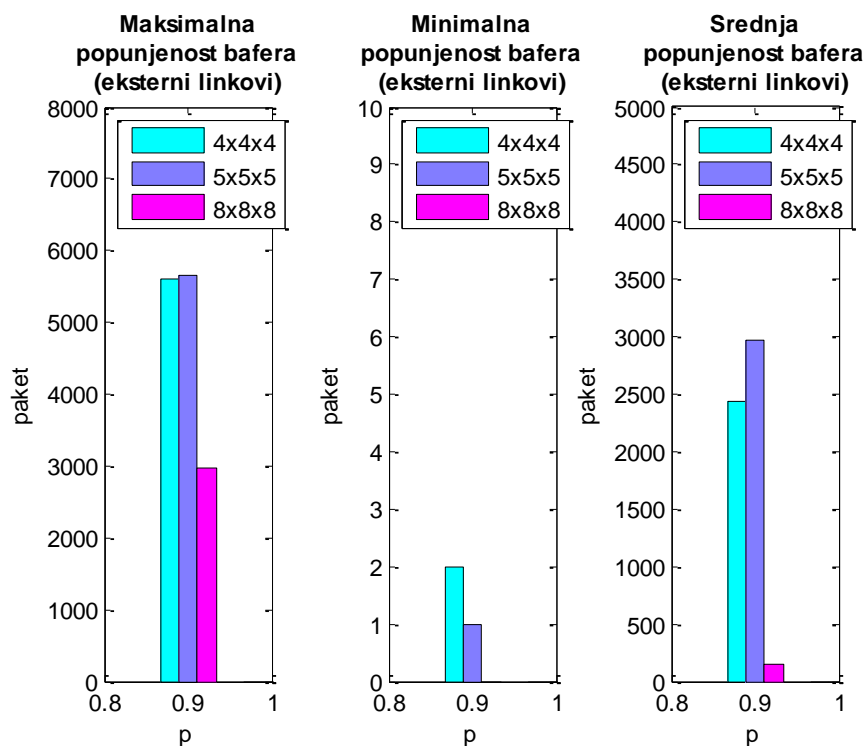 Maksimalna
popunjenost bafera
(eksterni linkovi)
8000
7000
6000
5000
4000
3000
2000
1000
0
paket
4x4x4
5x5x5
8x8x8
0.8
0.9
1
p
Minimalna
popunjenost bafera
(eksterni linkovi)
10
9
8
7
6
5
4
3
2
1
0
paket
4x4x4
5x5x5
8x8x8
0.8
0.9
1
p
Srednja
popunjenost bafera
(eksterni linkovi)
5000
4500
4000
3500
3000
2500
2000
1500
1000
500
0
paket
4x4x4
5x5x5
8x8x8
0.8
0.9
1
p